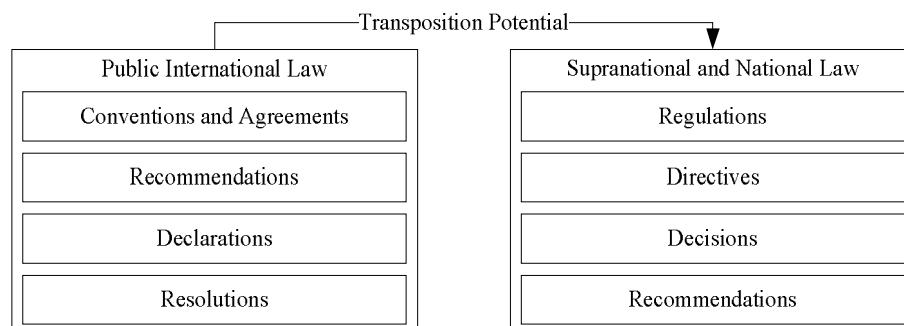 Transposition Potential
Public International Law
Conventions and Agreements
Recommendations
Declarations
Resolutions
Supranational and National Law
Regulations
Directives
Decisions
Recommendations